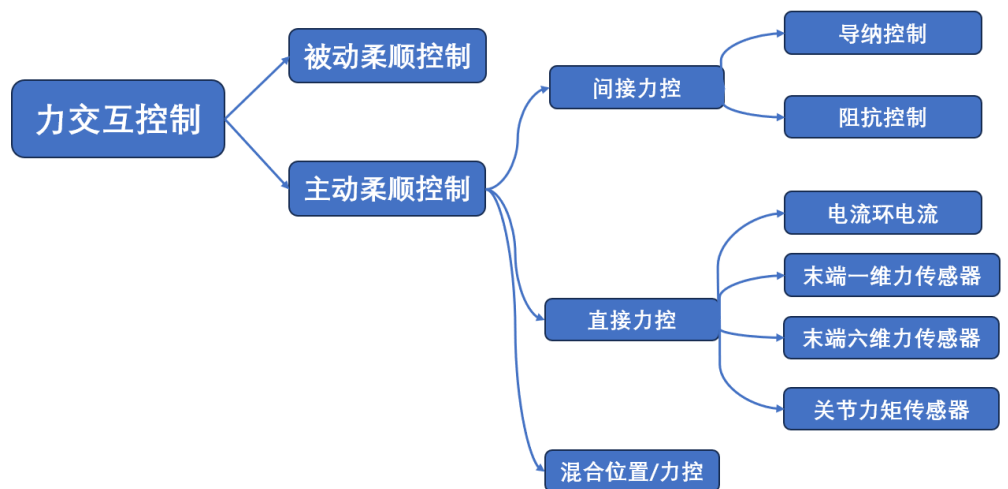 力交互控制
被动柔顺控制
主动柔顺控制
间接力控
导纳控制
阻抗控制
直接力控
电流环电流
末端一维力传感器
末端六维力传感器
关节力矩传感器
混合位置/力控